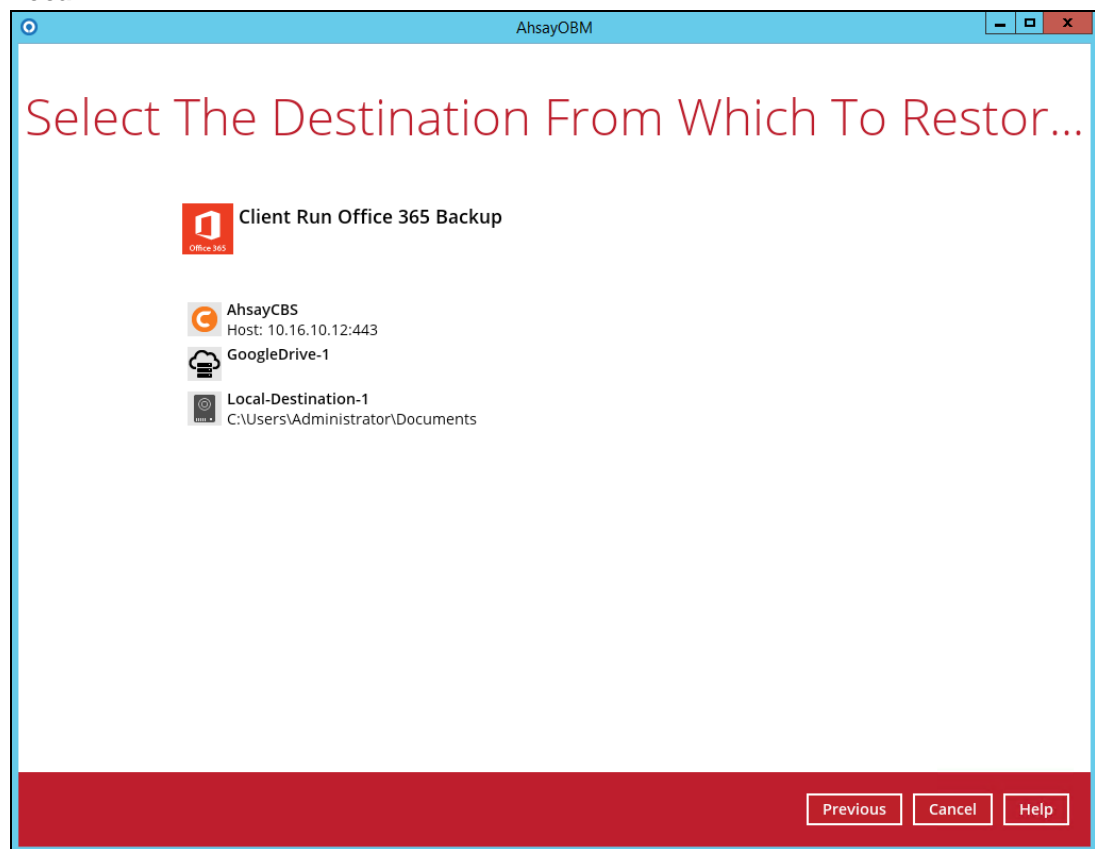 AhsayOBM
Select The Destination From Which To Restor...
Client Run Office 365 Backup
Office 365
AhsayCBS
Host: 10.16.10.12:443
GoogleDrive-1
Local-Destination-1
C:\Users\Administrator\Documents
Previous Cancel Help